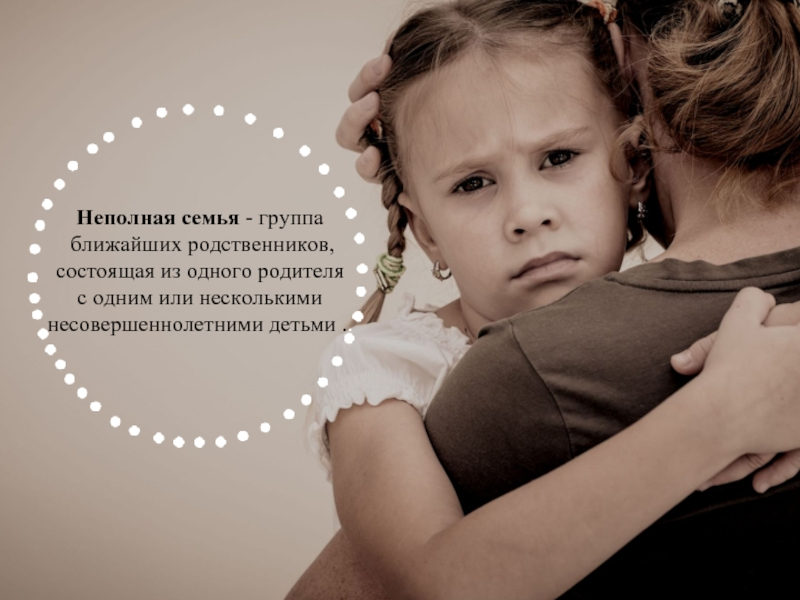 Неполная семья - группа
ближайших родственников,
состоящая из одного родителя
с одним или несколькими
несовершеннолетними детьми .